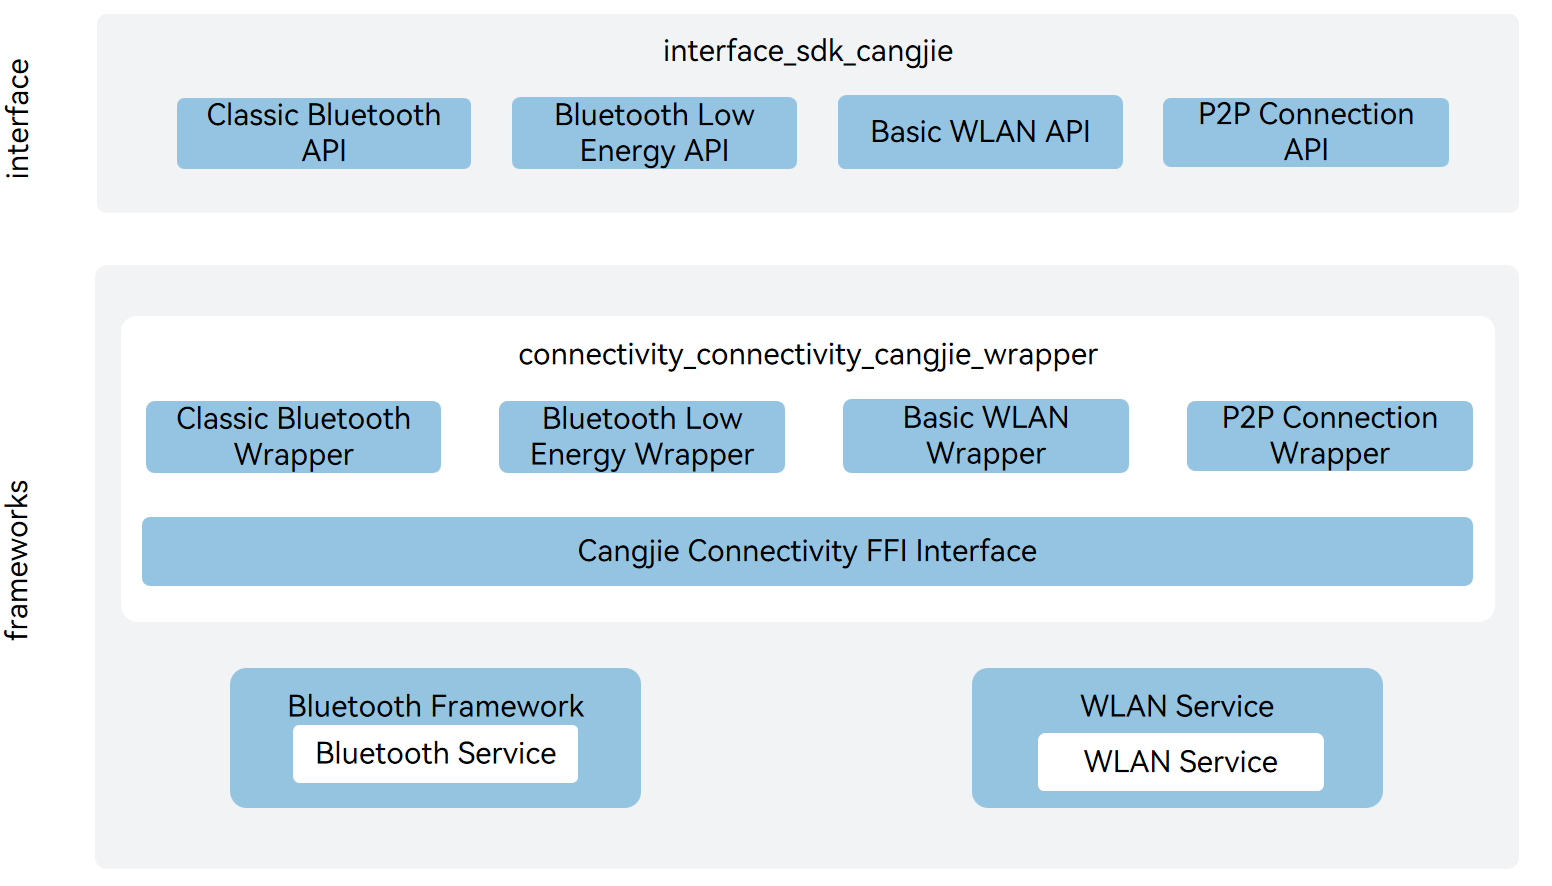 interface
interface_sdk_cangjie
Classic Bluetooth
API
Bluetooth Low
Energy API
Basic WLAN API
P2P Connection
API
frameworks
connectivity_connectivity_cangjie_wrapper
Classic Bluetooth
Wrapper
Bluetooth Low
Energy Wrapper
Basic WLAN
Wrapper
P2P Connection
Wrapper
Cangjie Connectivity FFI Interface
Bluetooth Framework
Bluetooth Service
WLAN Service
WLAN Service